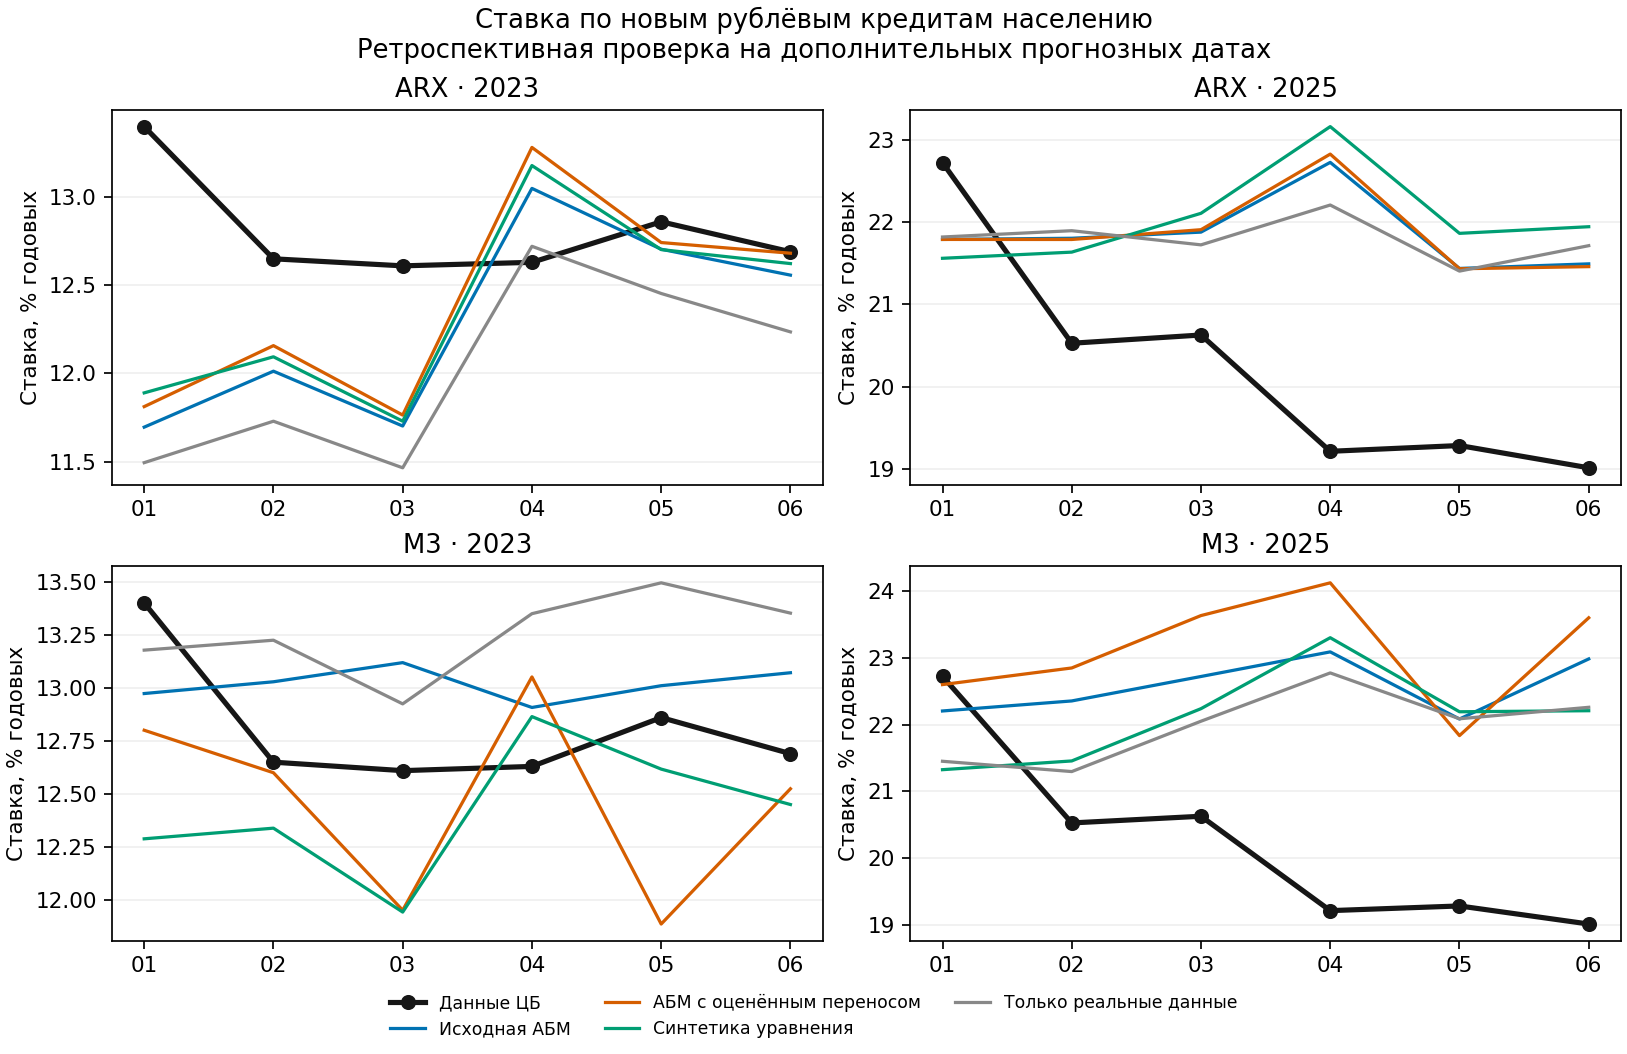 Ставка по новым рублёвым кредитам населению
Ретроспективная проверка на дополнительных прогнозных датах
ARX · 2023
Ставка, % годовых
13.0
12.5
12.0
11.5
01 02 03 04 05 06
ARX · 2025
Ставка, % годовых
23
22
21
20
19
01 02 03 04 05 06
М3 · 2023
Ставка, % годовых
13.50
13.25
13.00
12.75
12.50
12.25
12.00
01 02 03 04 05 06
М3 · 2025
Ставка, % годовых
24
23
22
21
20
19
01 02 03 04 05 06
Данные ЦБ
Исходная АБМ
АБМ с оценённым переносом
Синтетика уравнения
Только реальные данные